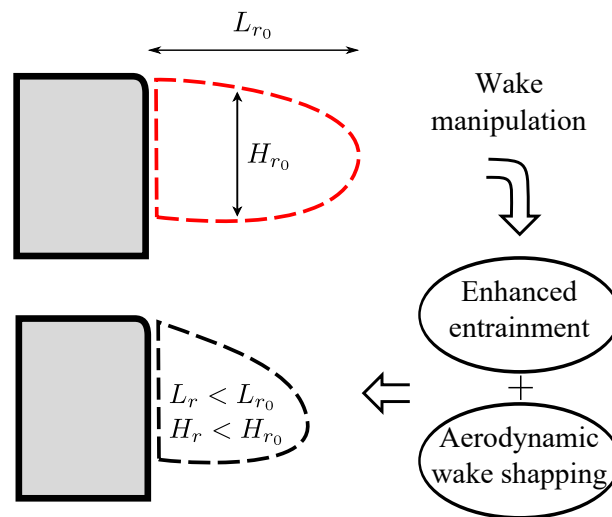 L_{r_0}
Wake
manipulation
H_{r_0}
Enhanced
entrainment
+
L_r < L_{r_0}
H_r < H_{r_0}
Aerodynamic
wake shapping